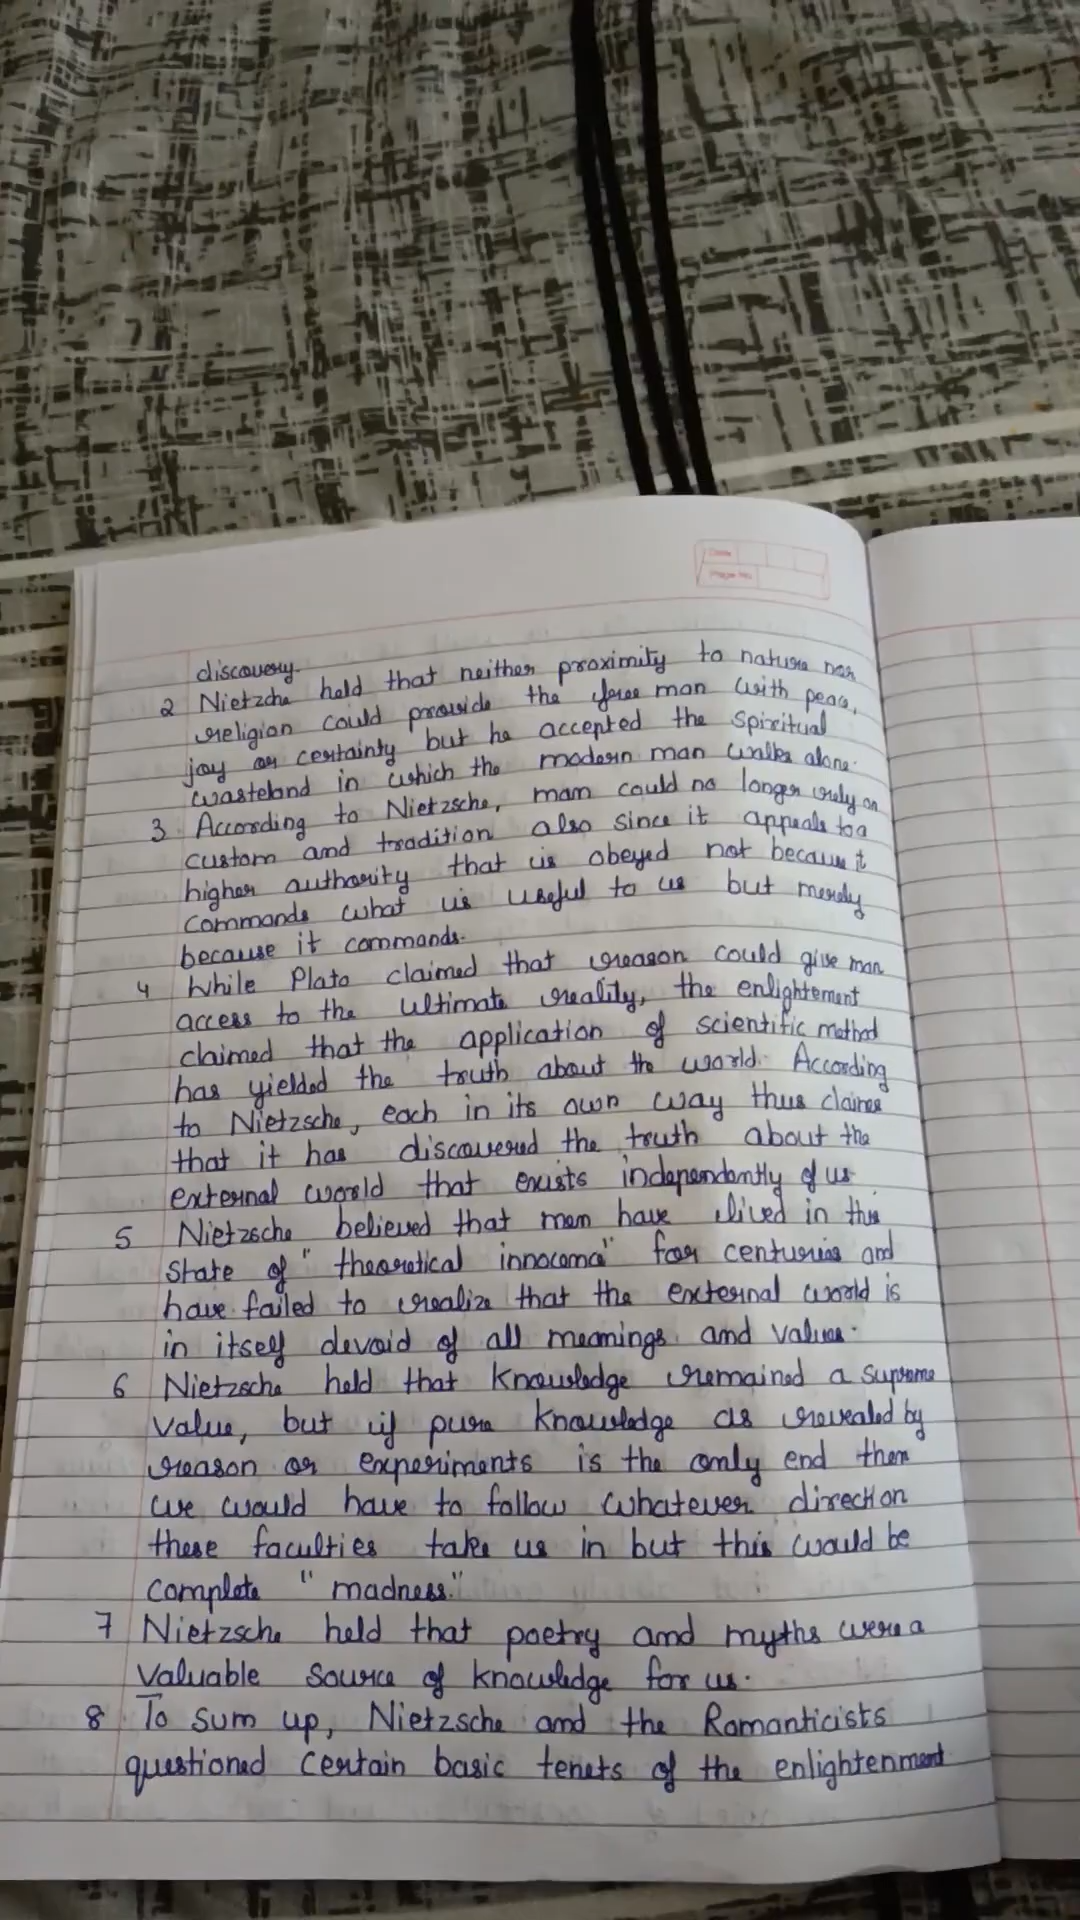 Date
Page No.
discovery.
2 Nietzche held that neither proximity to nature nor
religion could provide the free man with peace,
joy or certainty but he accepted the spiritual
wasteland in which the modern man walks alone.
3 According to Nietzsche, man could no longer rely on
custom and tradition also since it appeals to a
higher authority that is obeyed not because it
commands what is useful to us but merely
because it commands.
4 While Plato claimed that reason could give man
access to the ultimate reality, the enlightement
claimed that the application of scientific method
has yielded the truth about the world. According
to Nietzsche, each in its own way thus claims
that it has discovered the truth about the
external world that exists independently of us.
5 Nietzsche believed that men have lived in this
state of "theoretical innocence" for centuries and
have failed to realize that the external world is
in itself devoid of all meanings and values.
6 Nietzsche held that knowledge remained a supreme
value, but if pure knowledge as revealed by
reason or experiments is the only end then
we would have to follow whatever direction
these faculties take us in but this would be
complete "madness."
7 Nietzsche held that poetry and myths were a
valuable source of knowledge for us.
8 To sum up, Nietzsche and the Romanticists
questioned certain basic tenets of the enlightenment